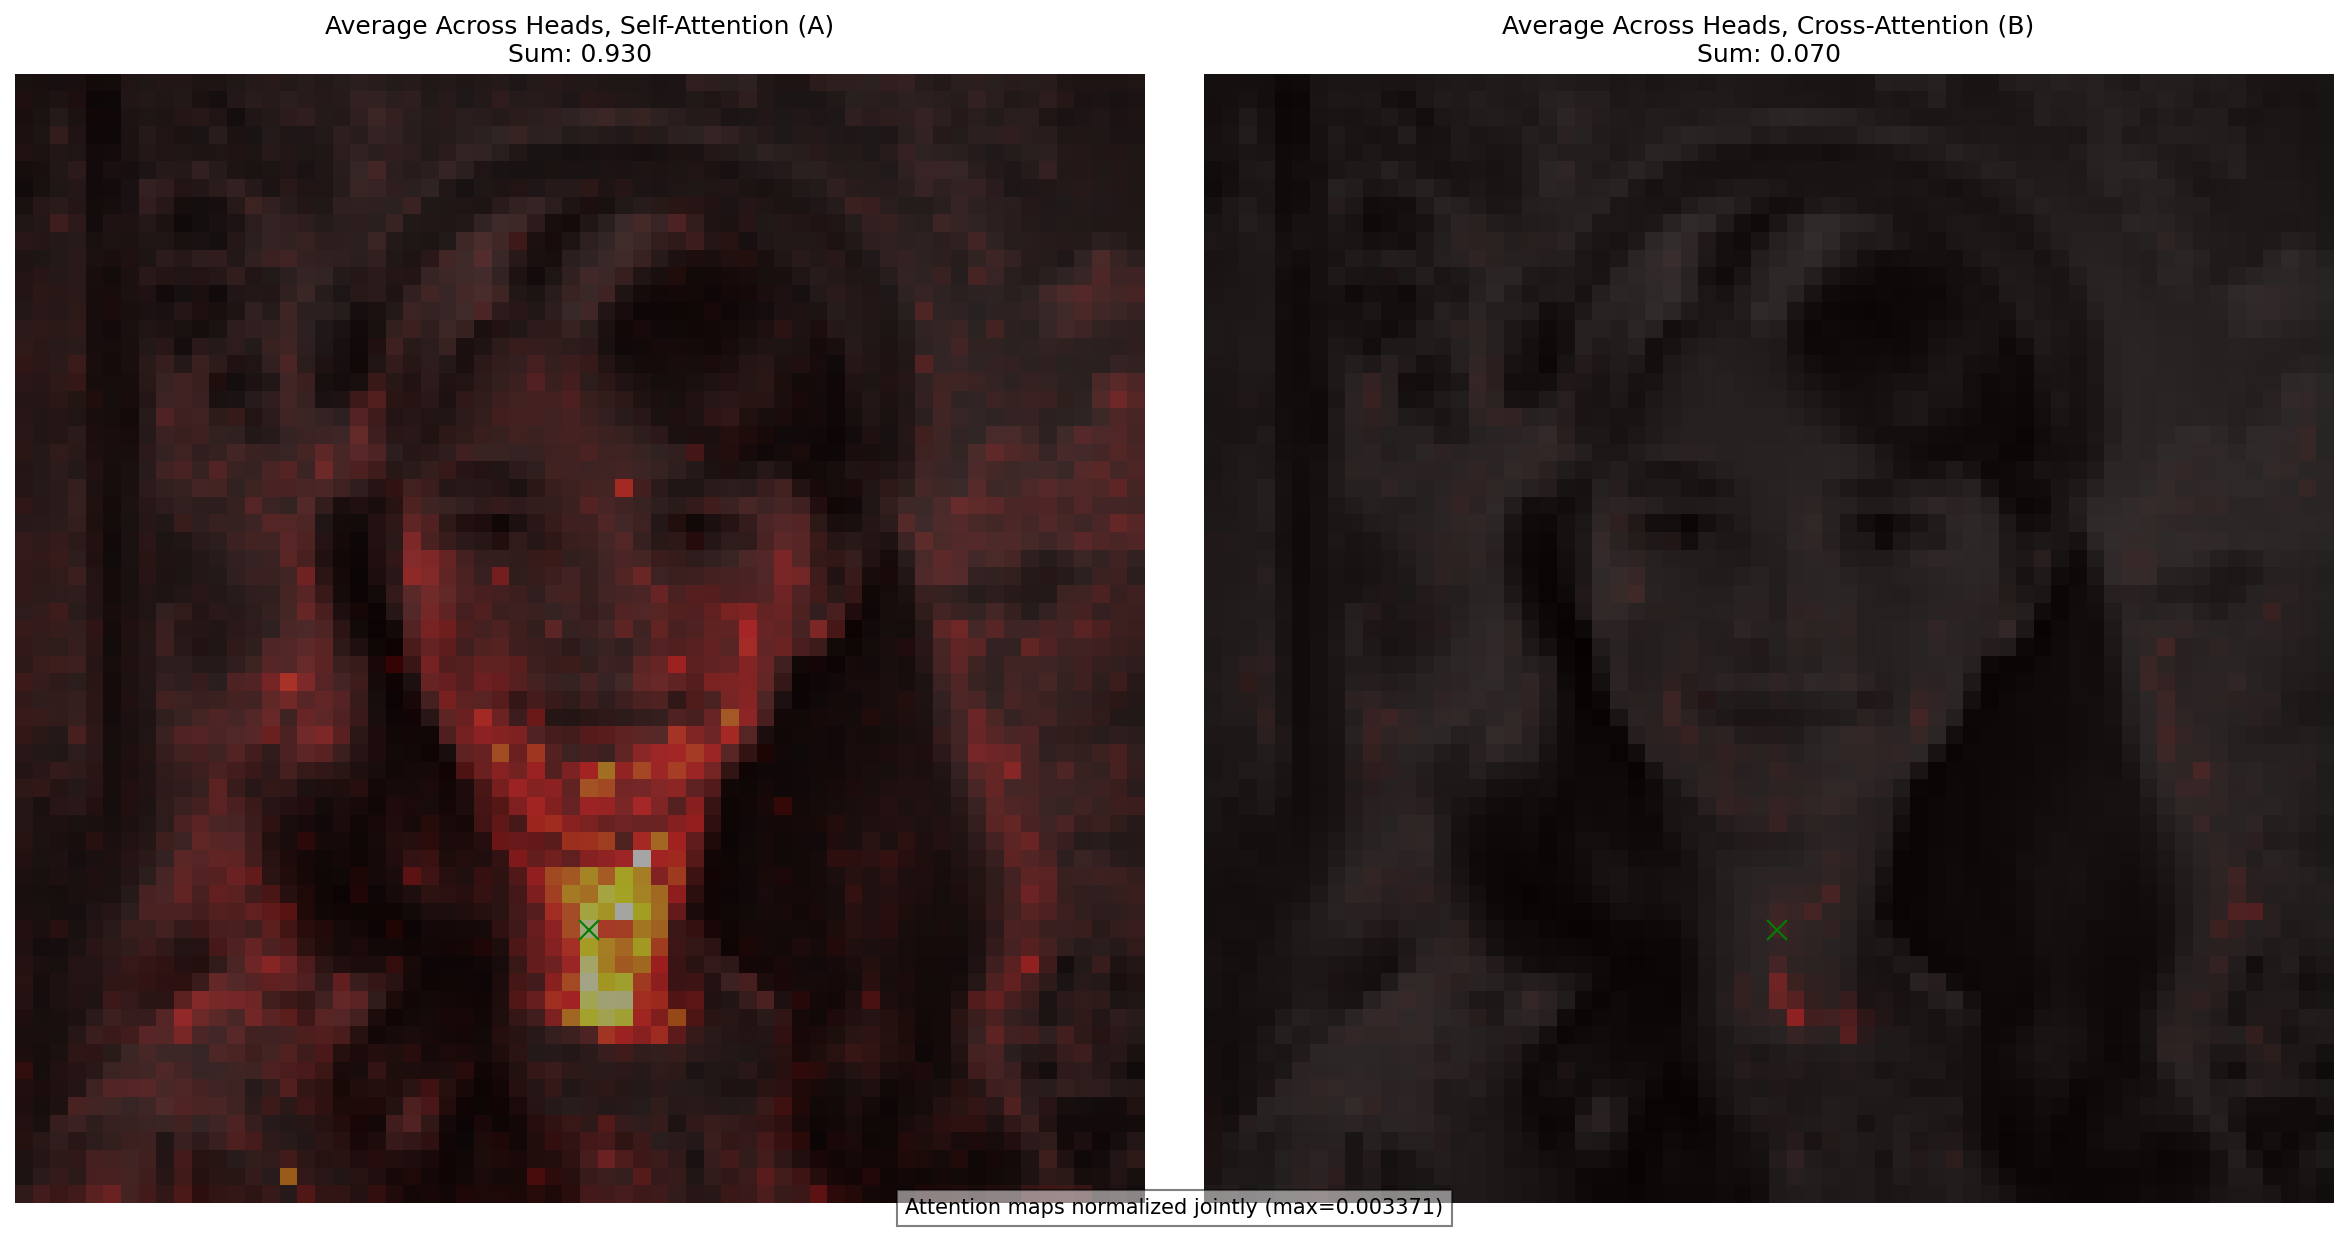 Average Across Heads, Self-Attention (A)
Sum: 0.930
Average Across Heads, Cross-Attention (B)
Sum: 0.070
Attention maps normalized jointly (max=0.003371)